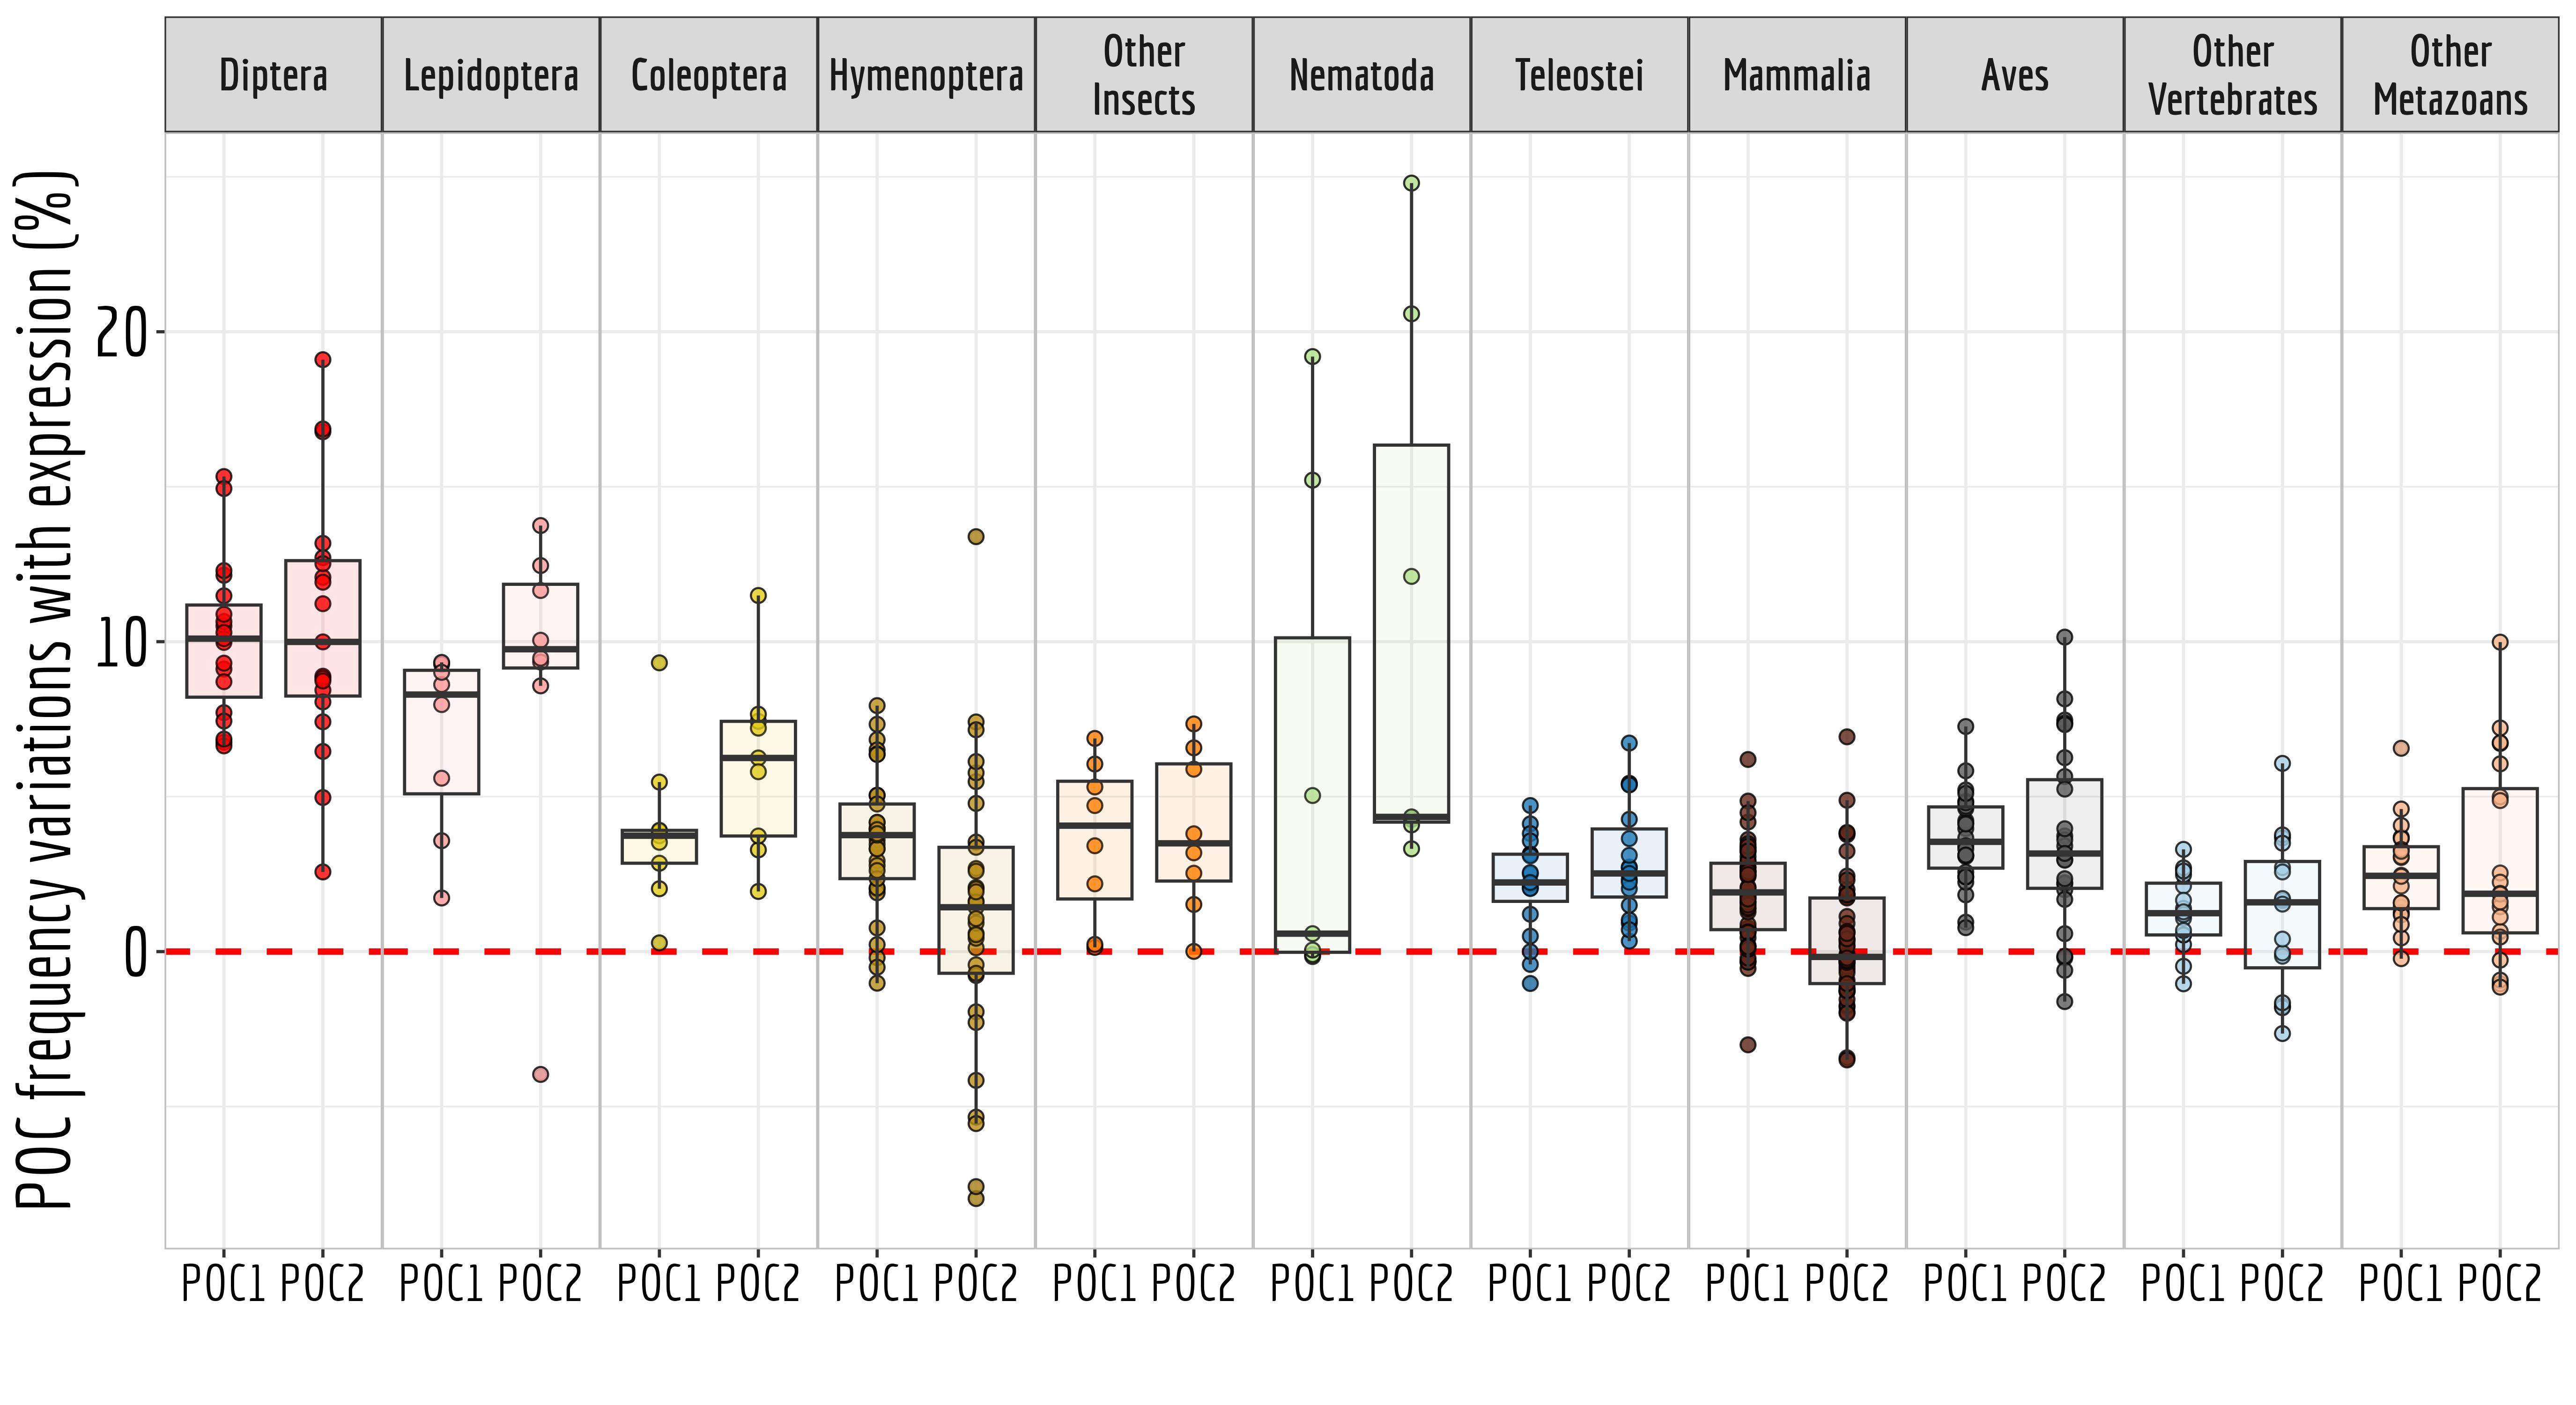 Diptera
Lepidoptera
Coleoptera
Hymenoptera
Other
Insects
Nematoda
Teleostei
Mammalia
Aves
Other
Vertebrates
Other
Metazoans
POC frequency variations with expression (%)
20
10
0
POC1 POC2 POC1 POC2 POC1 POC2 POC1 POC2 POC1 POC2 POC1 POC2 POC1 POC2 POC1 POC2 POC1 POC2 POC1 POC2 POC1 POC2